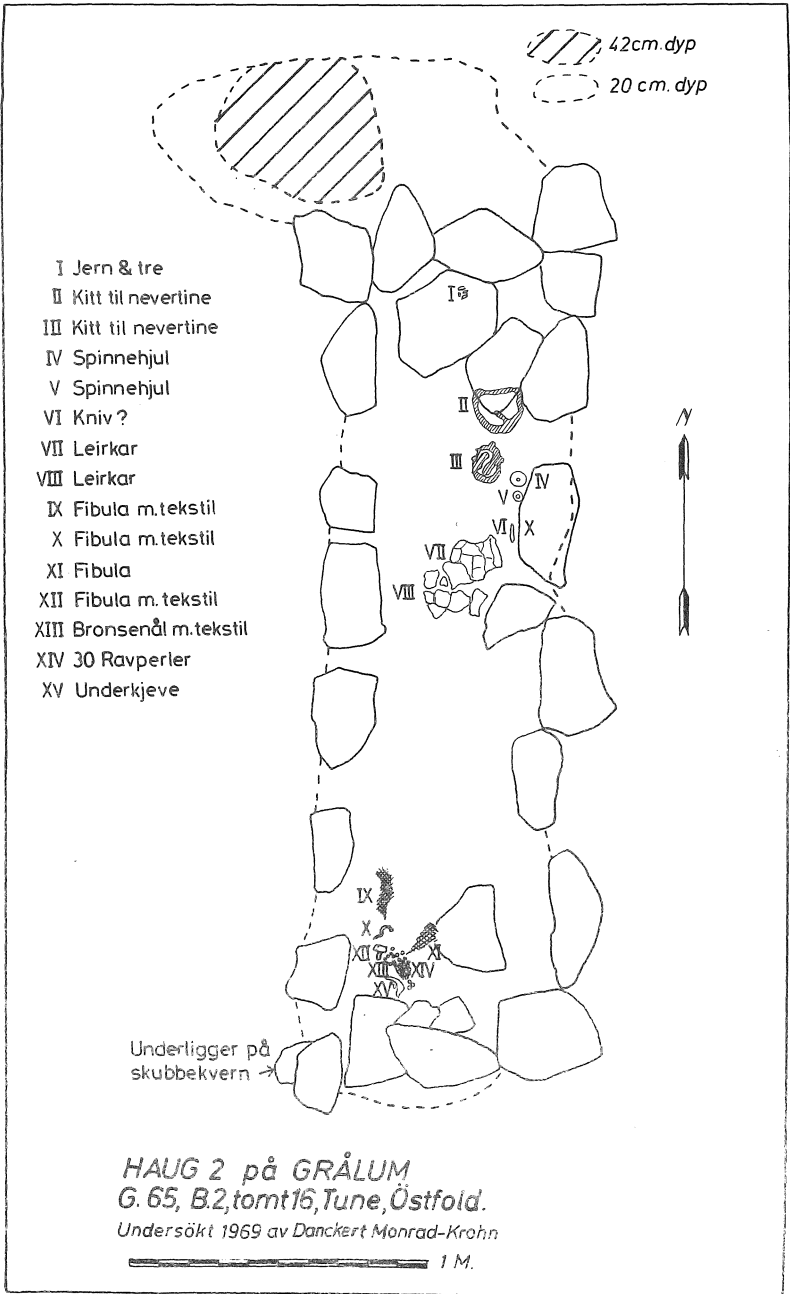 42cm.dyp
20 cm. dyp
I Jern & tre
II Kitt til nevertine
III Kitt til nevertine
IV Spinnehjul
V Spinnehjul
VI Kniv?
VII Leirkar
VIII Leirkar
IX Fibula m.tekstil
X Fibula m.tekstil
XI Fibula
XII Fibula m.tekstil
XIII Bronsenål m.tekstil
XIV 30 Ravperler
XV Underkjeve
I
II
III
IV
V
VI X
VII
VIII
N
IX
X
XII XI
XIII XIV
XV
Underligger på
skubbekvern →
HAUG 2 på GRÅLUM
G. 65, B.2, tomt 16, Tune, Östfold.
Undersökt 1969 av Danckert Monrad-Krohn
1 M.